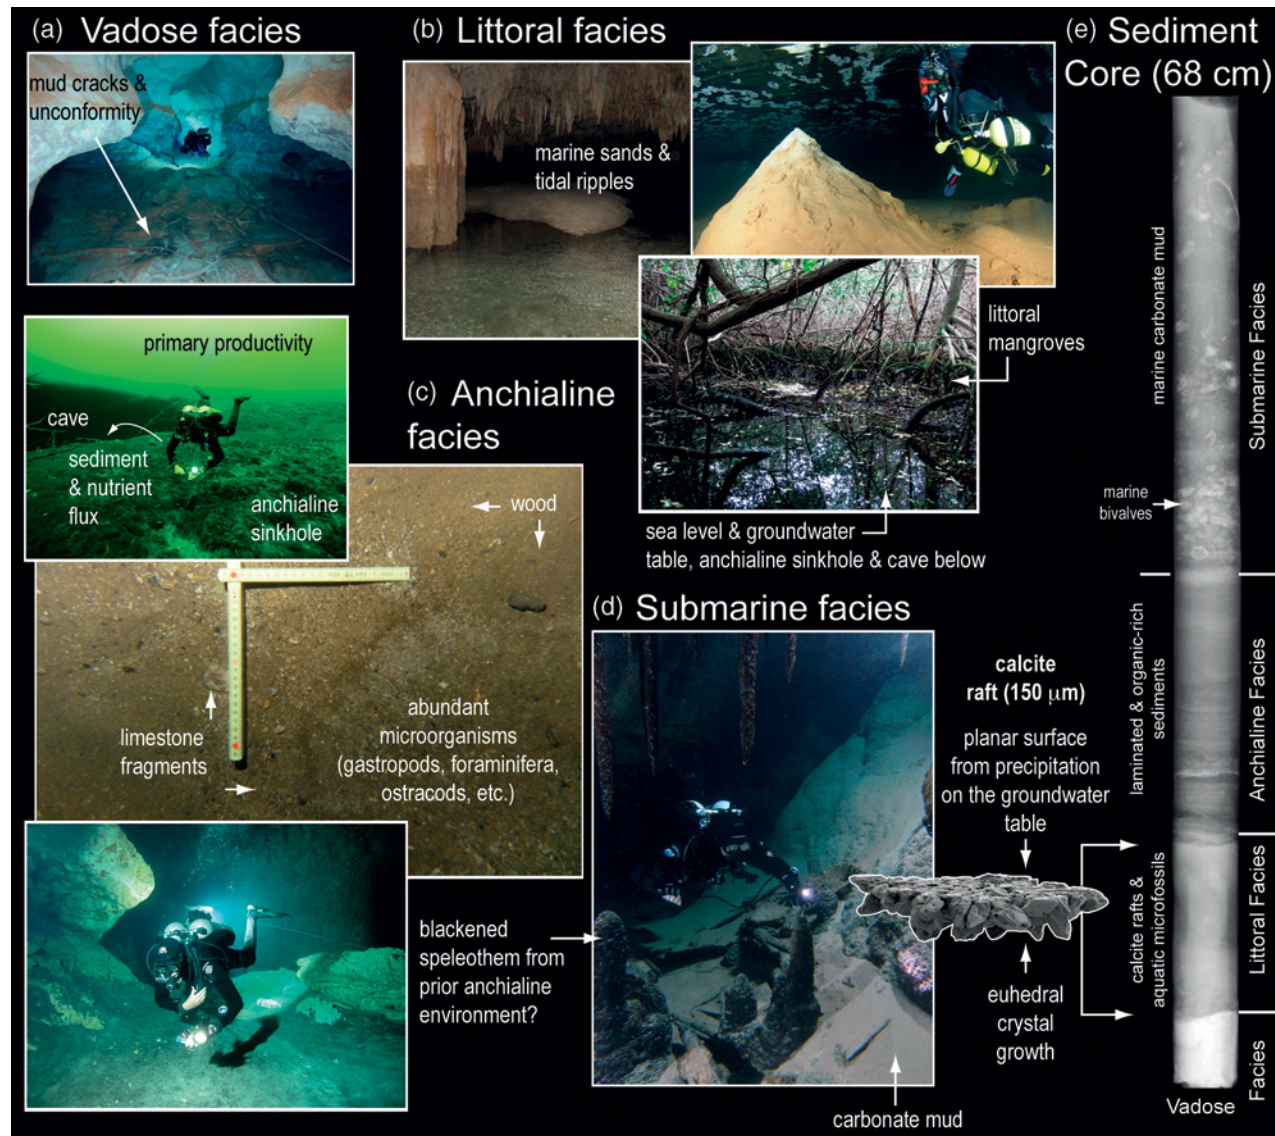 (a) Vadose facies
mud cracks &
unconformity
primary productivity
cave
sediment
& nutrient
flux
anchialine
sinkhole
(b) Littoral facies
marine sands &
tidal ripples
littoral
mangroves
sea level & groundwater
table, anchialine sinkhole & cave below
(c) Anchialine
facies
wood
limestone
fragments
abundant
microorganisms
(gastropods, foraminifera,
ostracods, etc.)
(d) Submarine facies
blackened
speleothem from
prior anchialine
environment?
carbonate mud
calcite
raft (150 μm)
planar surface
from precipitation
on the groundwater
table
euhedral
crystal
growth
(e) Sediment
Core (68 cm)
marine carbonate mud
marine
bivalves
laminated & organic-rich
sediments
calcite rafts &
aquatic microfossils
Submarine Facies
Anchialine Facies
Littoral Facies
Facies
Vadose